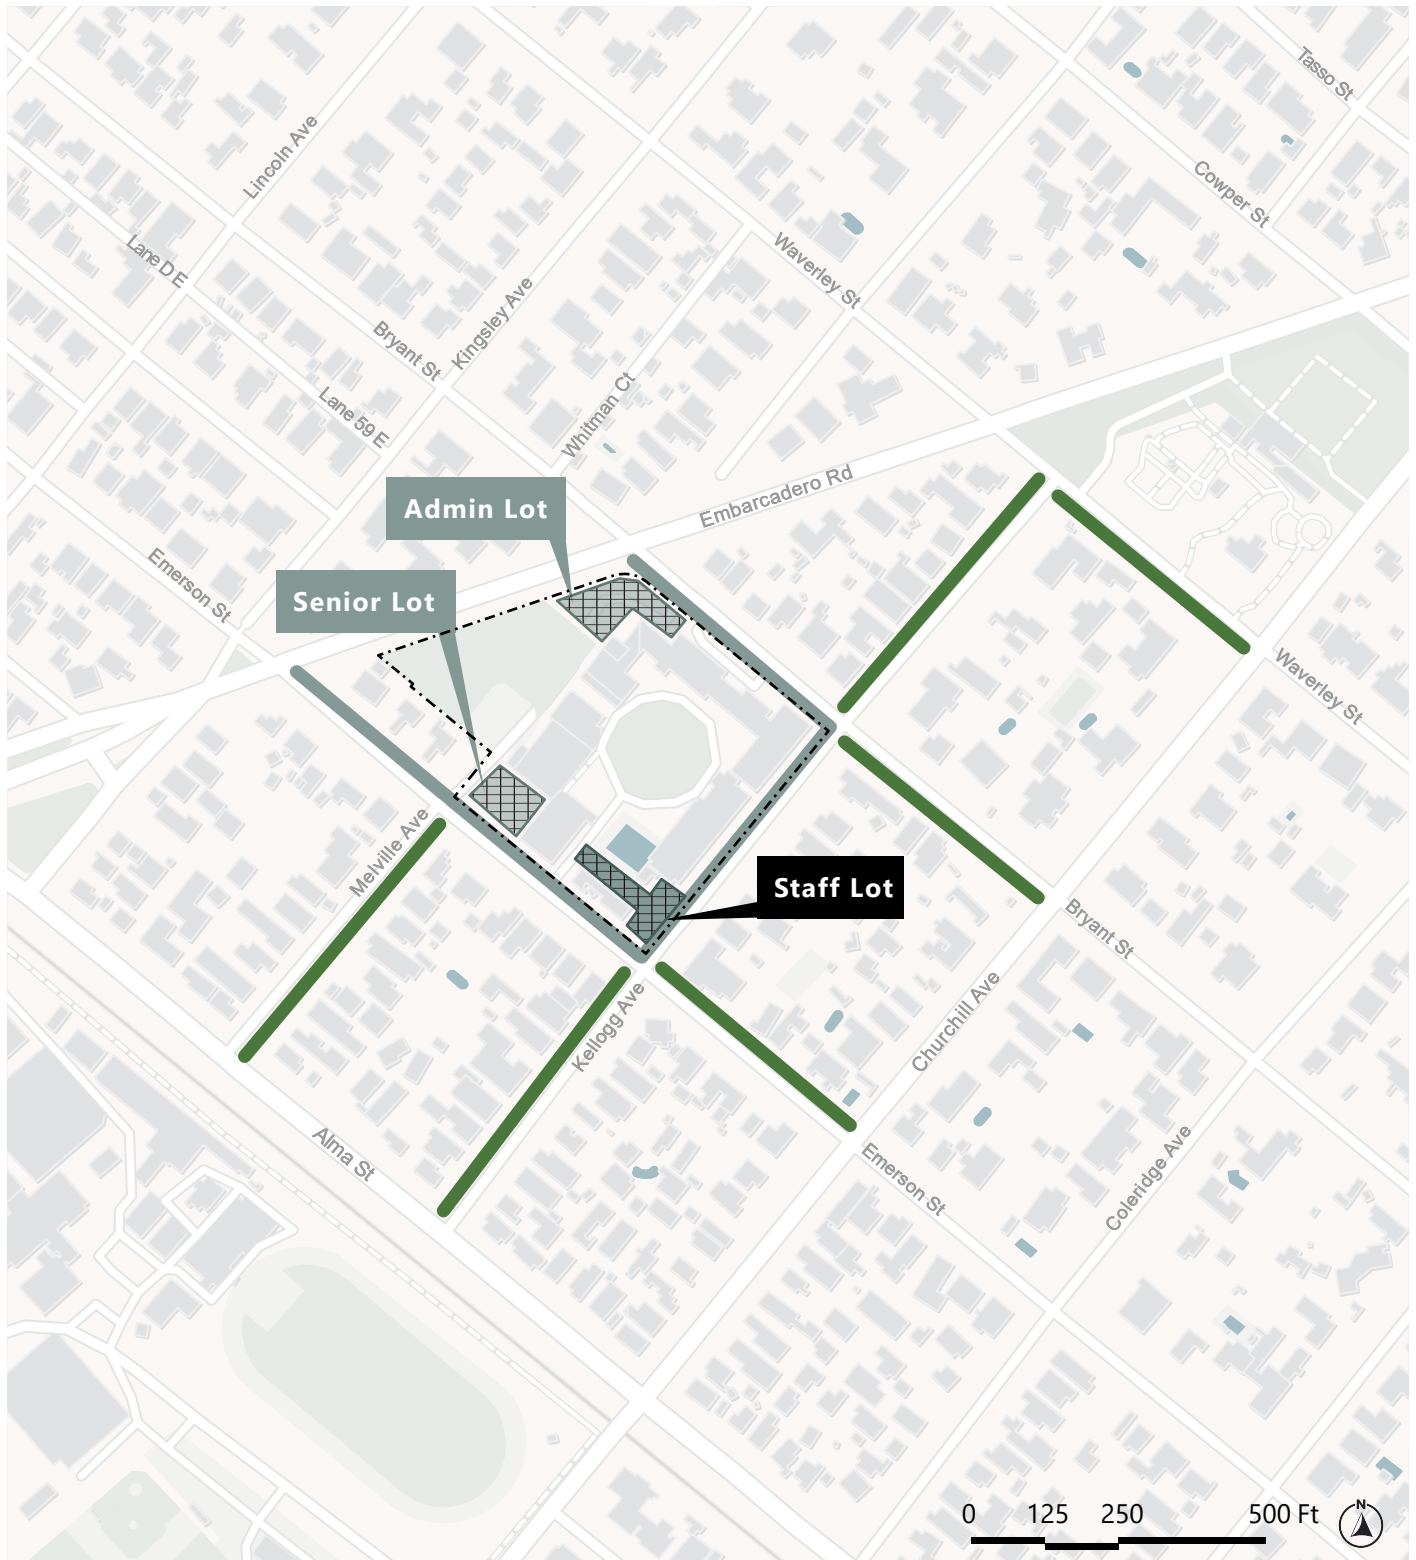 Tasso St
Lincoln Ave
Cowper St
Lane D E
Waverley St
Kingsley Ave
Bryant St
Whitman Ct
Lane 59 E
Embarcadero Rd
Admin Lot
Emerson St
Senior Lot
Waverley St
Melville Ave
Staff Lot
Bryant St
Kellogg Ave
Churchill Ave
Alma St
Emerson St
Coleridge Ave
0 125 250 500 Ft
N